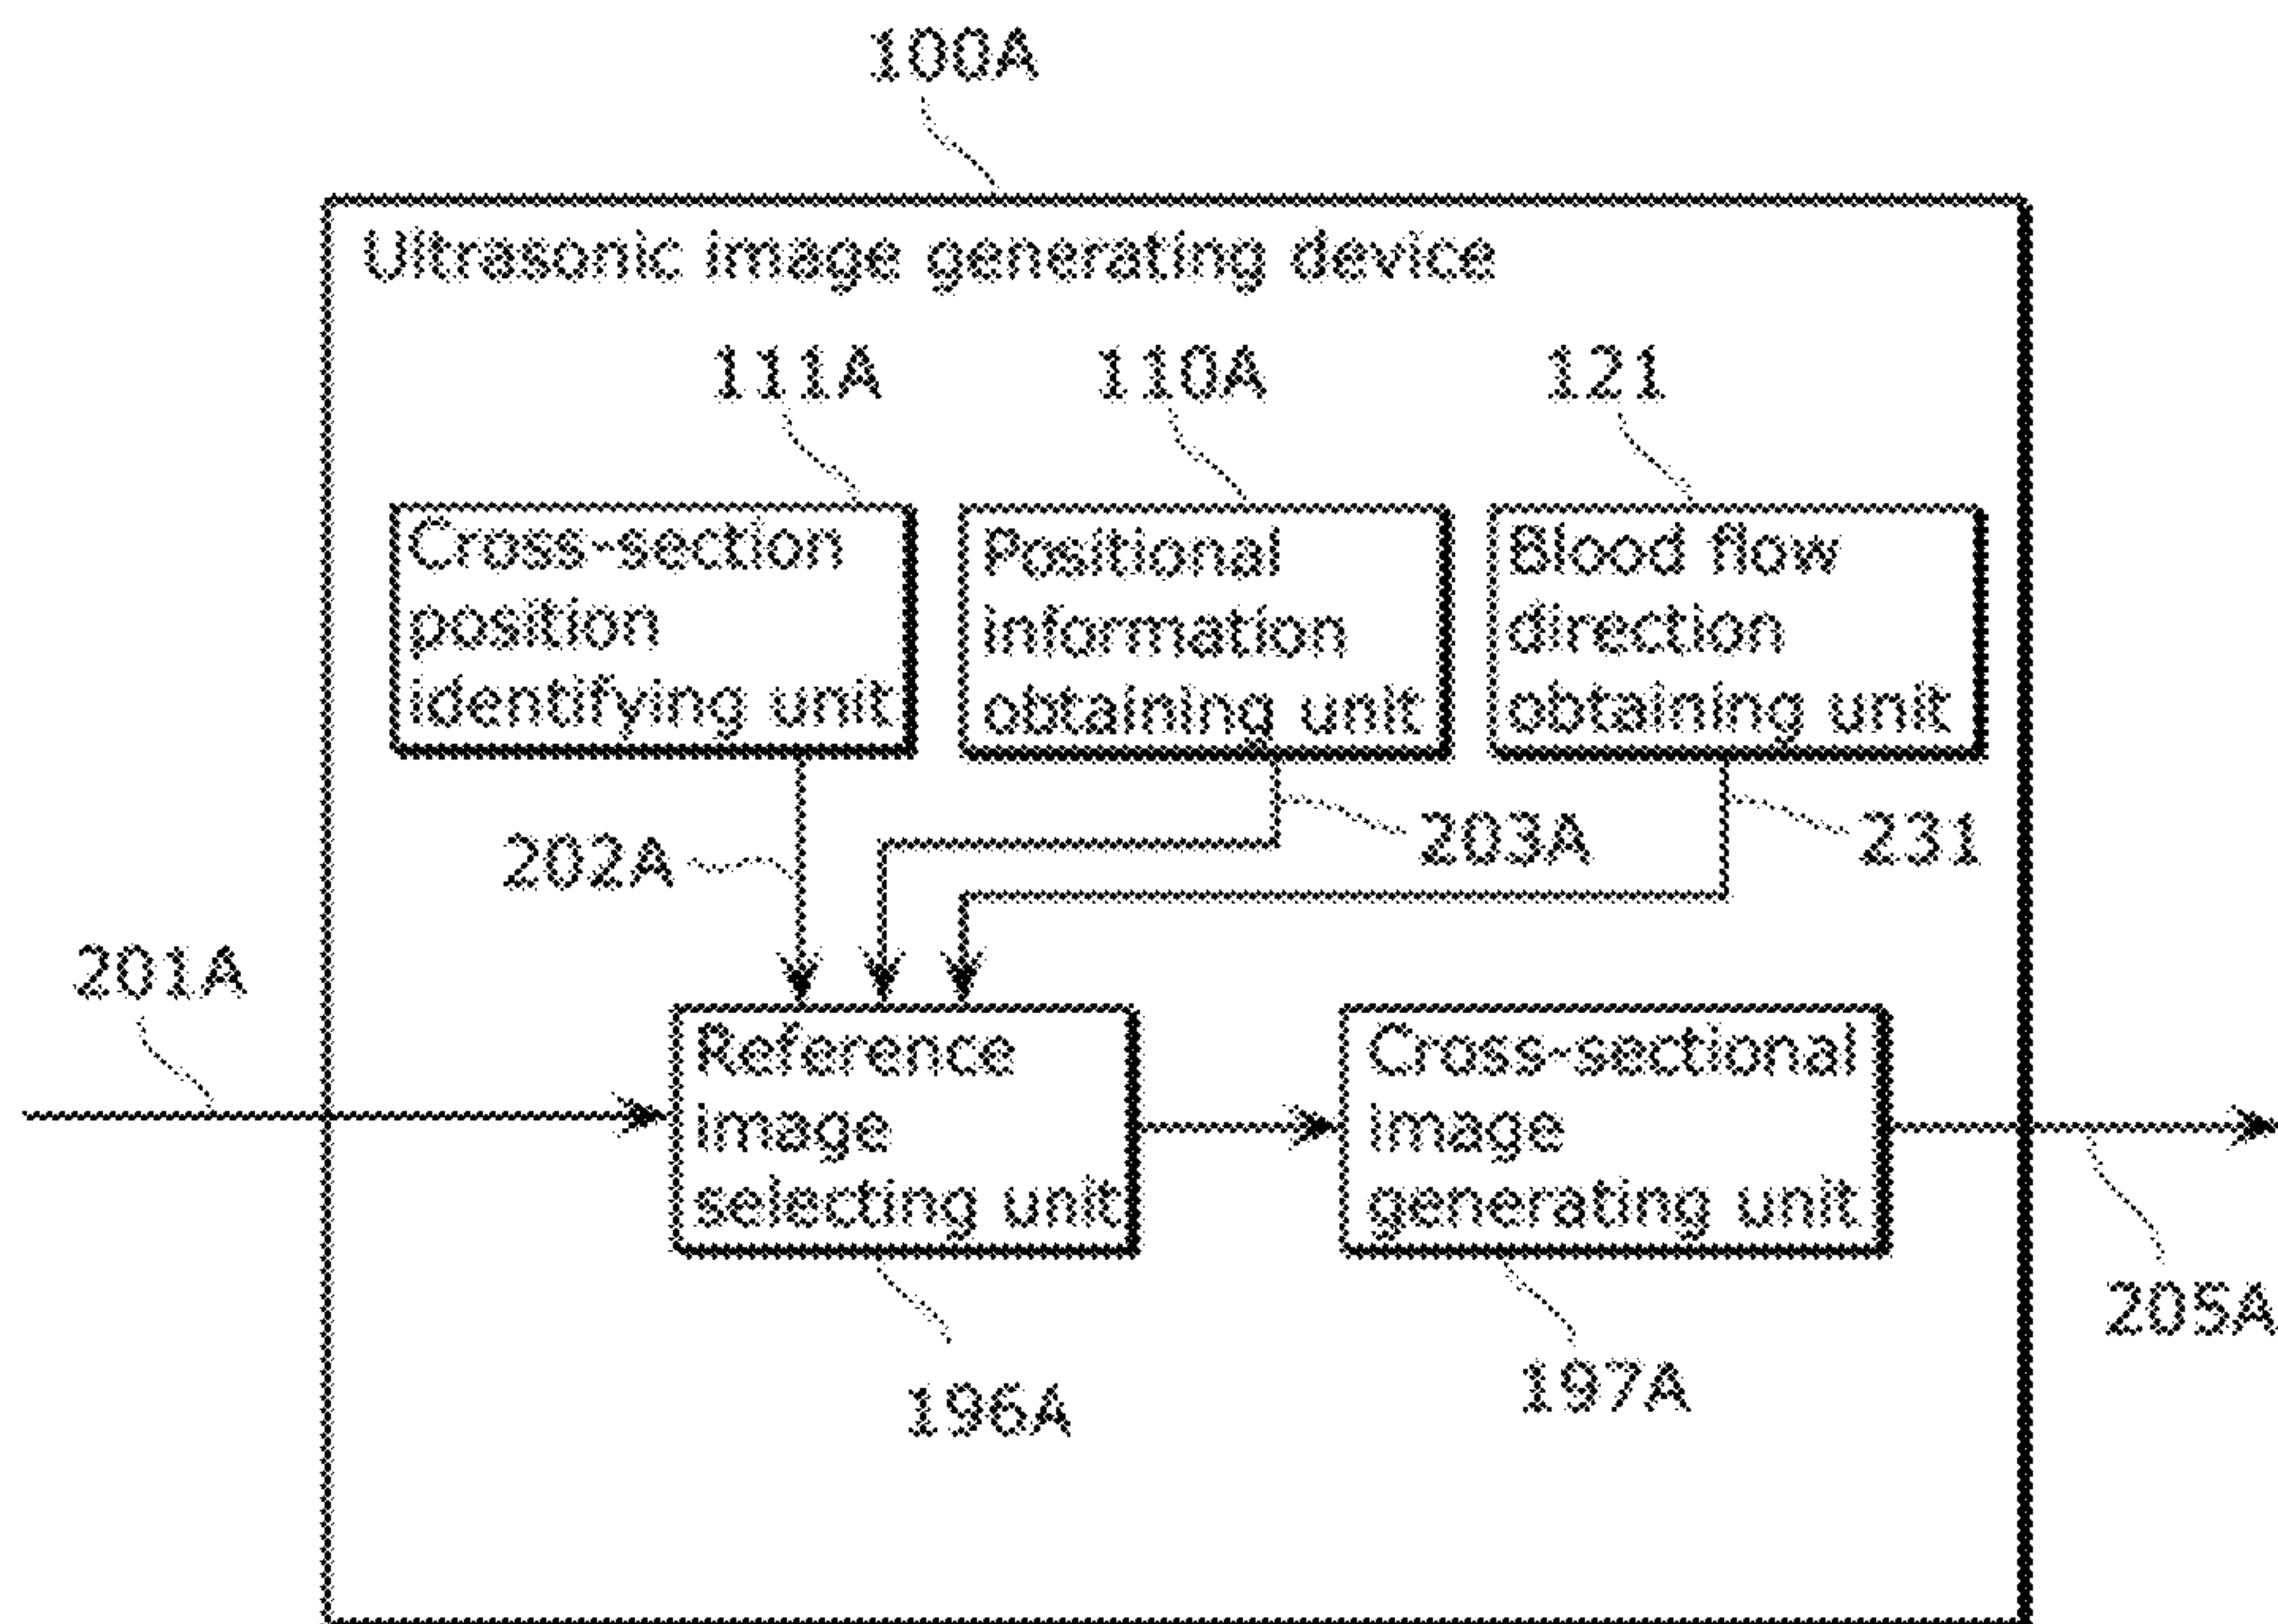 100A
Ultrasonic image generating device
111A
110A
121
Cross-section
position
identifying unit
Positional
information
obtaining unit
Blood flow
direction
obtaining unit
202A
203A
231
201A
Reference
image
selecting unit
Cross-sectional
image
generating unit
205A
196A
197A